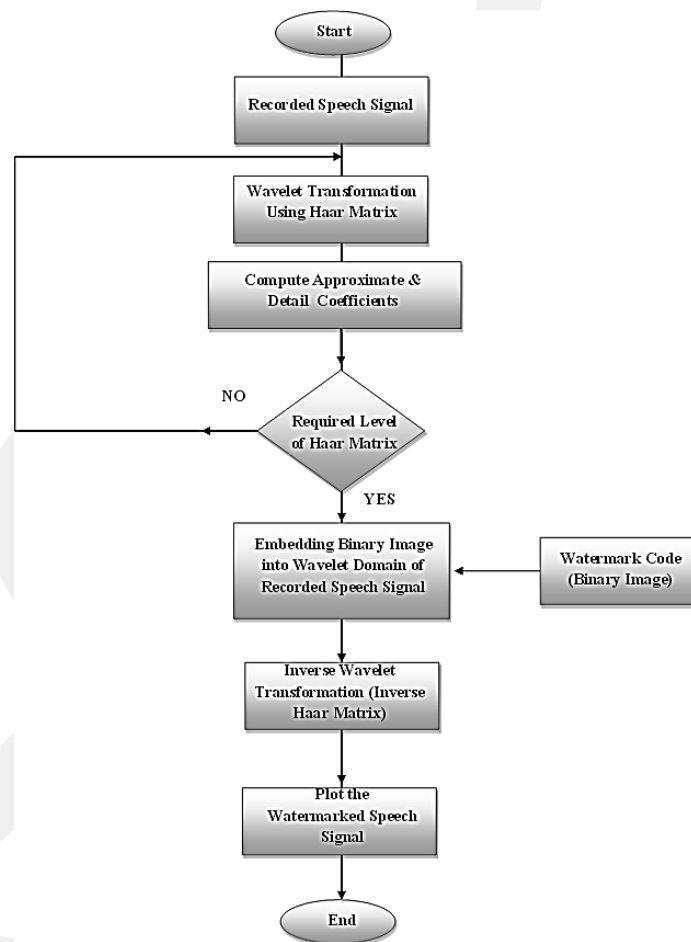 Start
Recorded Speech Signal
Wavelet Transformation
Using Haar Matrix
Compute Approximate &
Detail Coefficients
NO
Required Level
of Haar Matrix
YES
Embedding Binary Image
into Wavelet Domain of
Recorded Speech Signal
Watermark Code
(Binary Image)
Inverse Wavelet
Transformation (Inverse
Haar Matrix)
Plot the
Watermarked Speech
Signal
End